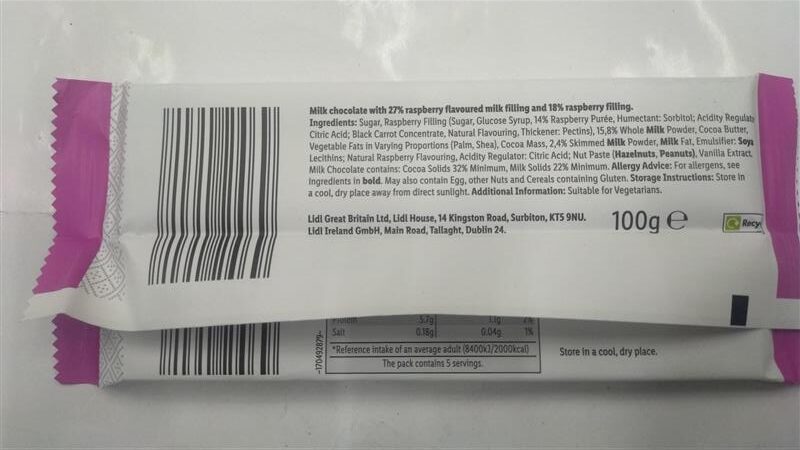 Milk chocolate with 27% raspberry flavoured milk filling and 18% raspberry filling.
Ingredients: Sugar, Raspberry Filling (Sugar, Glucose Syrup, 14% Raspberry Purée, Humectant: Sorbitol; Acidity Regulato
Citric Acid; Black Carrot Concentrate, Natural Flavouring, Thickener: Pectins), 15,8% Whole Milk Powder, Cocoa Butter,
Vegetable Fats in Varying Proportions (Palm, Shea), Cocoa Mass, 2,4% Skimmed Milk Powder, Milk Fat, Emulsifier: Soya
Lecithins; Natural Raspberry Flavouring, Acidity Regulator: Citric Acid; Nut Paste (Hazelnuts, Peanuts), Vanilla Extract.
Milk Chocolate contains: Cocoa Solids 32% Minimum, Milk Solids 22% Minimum. Allergy Advice: For allergens, see
ingredients in bold. May also contain Egg, other Nuts and Cereals containing Gluten. Storage Instructions: Store in
a cool, dry place away from direct sunlight. Additional Information: Suitable for Vegetarians.
Lidl Great Britain Ltd, Lidl House, 14 Kingston Road, Surbiton, KT5 9NU.
Lidl Ireland GmbH, Main Road, Tallaght, Dublin 24.
100g e
Recy
Protein 5.7g 1.1g 2%
Salt 0.18g 0.04g 1%
*Reference intake of an average adult (8400kJ/2000kcal)
The pack contains 5 servings.
-170492879-
Store in a cool, dry place.